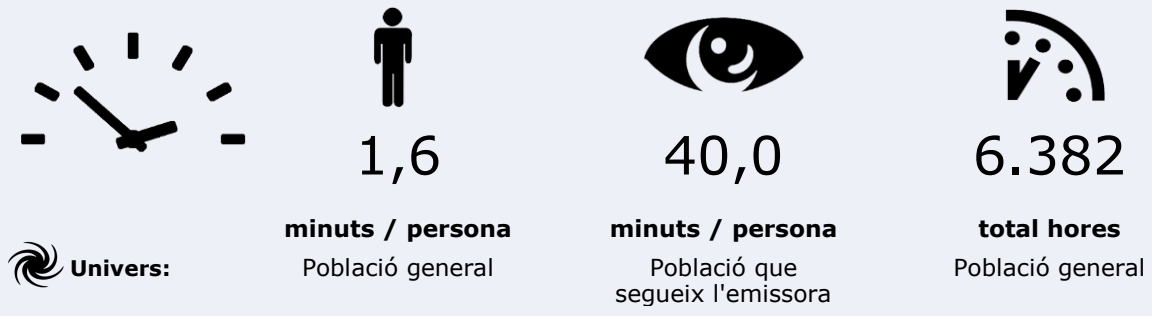 1,6
40,0
6.382
minuts / persona
minuts / persona
total hores
Univers:
Població general
Població que
segueix l'emissora
Població general